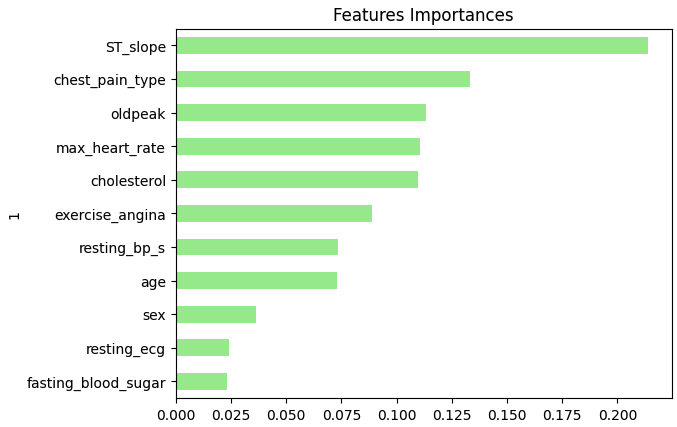 Features Importances
ST_slope
chest_pain_type
oldpeak
max_heart_rate
cholesterol
exercise_angina
resting_bp_s
age
sex
resting_ecg
fasting_blood_sugar
1
0.000 0.025 0.050 0.075 0.100 0.125 0.150 0.175 0.200